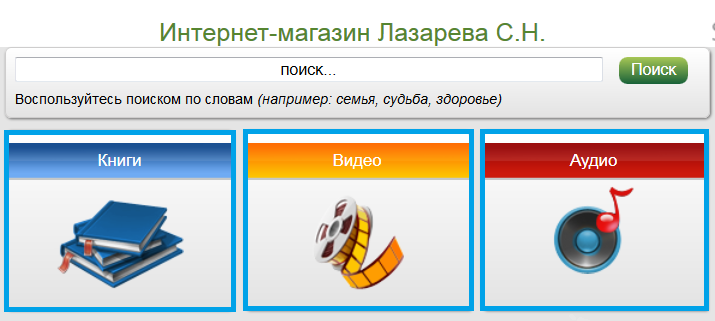 Интернет-магазин Лазарева С.Н.
поиск...
Поиск
Воспользуйтесь поиском по словам (например: семья, судьба, здоровье)
Книги
Видео
Аудио